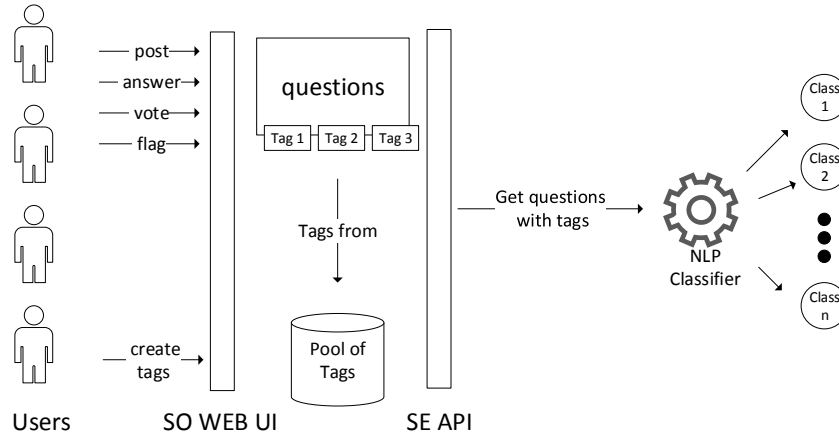 post
answer
vote
flag
create
tags
Users
SO WEB UI
questions
Tag 1
Tag 2
Tag 3
Tags from
Pool of
Tags
SE API
Get questions
with tags
NLP
Classifier
Class
1
Class
2
Class
n